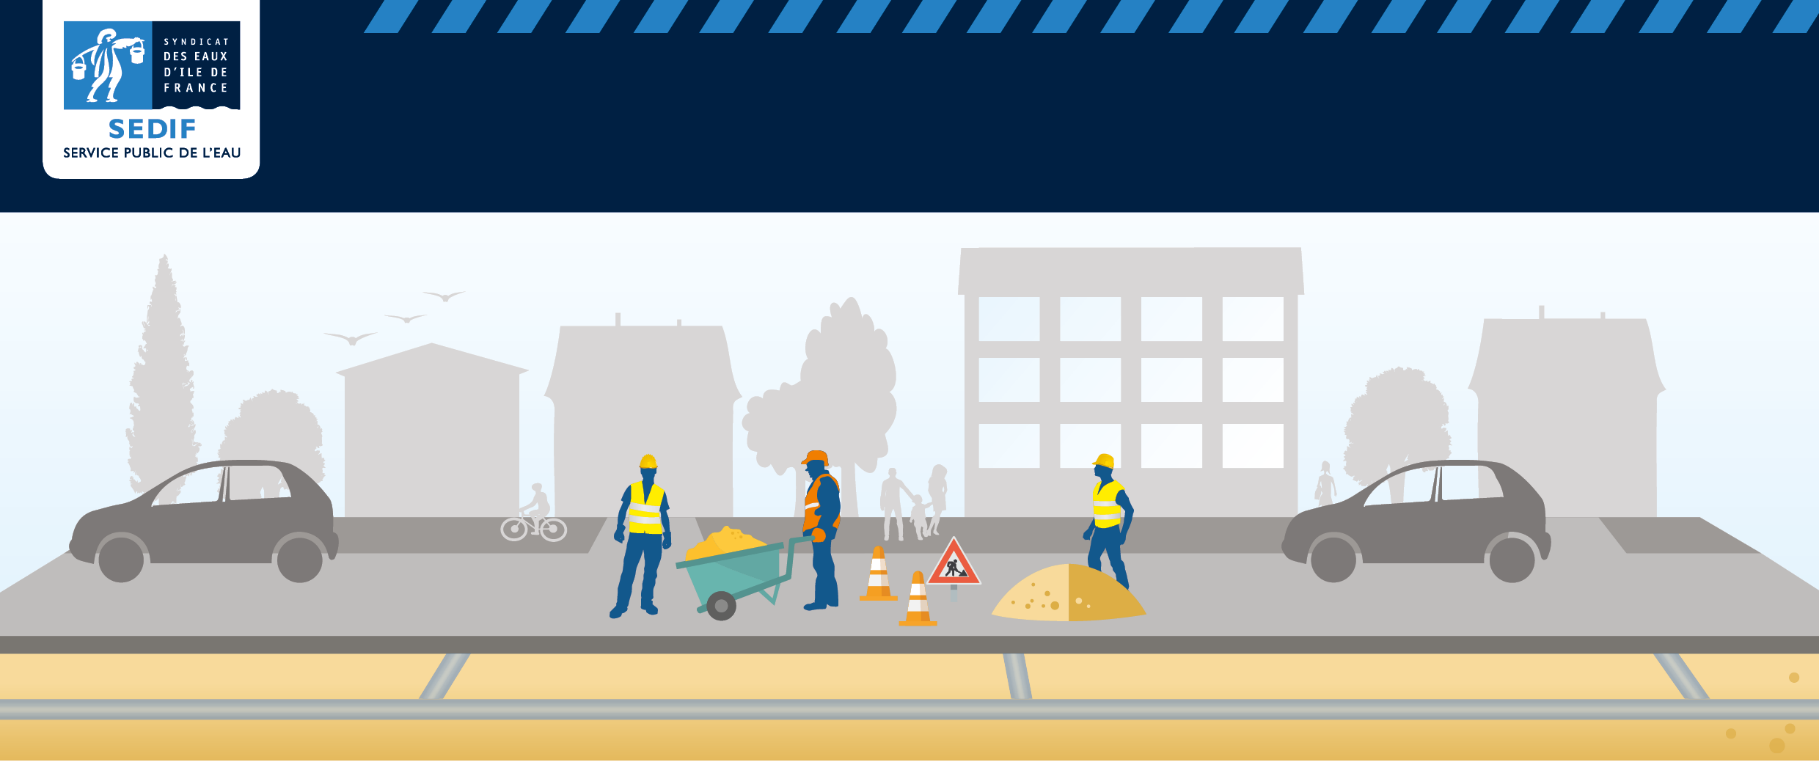 SYNDICAT
DES EAUX
D'ILE DE
FRANCE
SEDIF
SERVICE PUBLIC DE L'EAU